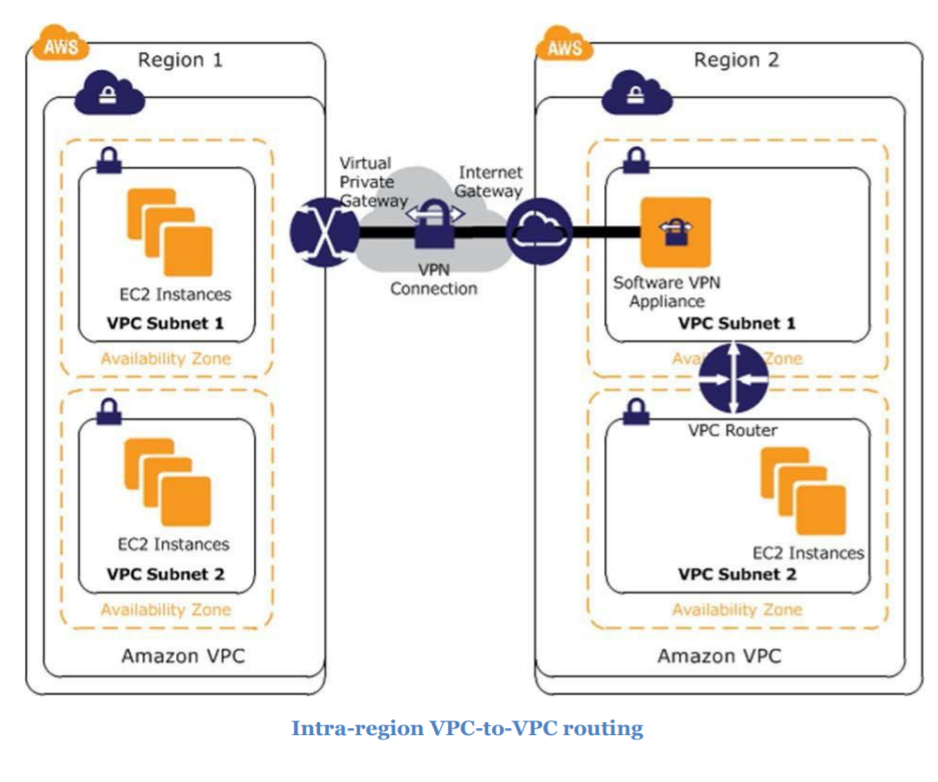 AWS
Region 1
EC2 Instances
VPC Subnet 1
Availability Zone
EC2 Instances
VPC Subnet 2
Availability Zone
Amazon VPC
Virtual
Private
Gateway
VPN
Connection
Internet
Gateway
AWS
Region 2
Software VPN
Appliance
VPC Subnet 1
Availability Zone
VPC Router
EC2 Instances
VPC Subnet 2
Availability Zone
Amazon VPC
Intra-region VPC-to-VPC routing